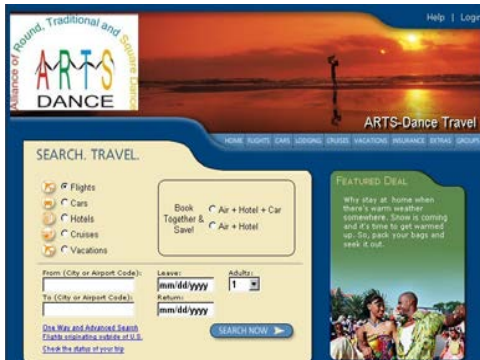 Help | Login
Alliance of Round, Traditional and Square Dance
ARTS
DANCE
ARTS-Dance Travel
HOME FLIGHTS CARS LODGING CRUISES VACATIONS INSURANCE EXTRAS GROUPS
SEARCH. TRAVEL.
Flights
Cars
Hotels
Cruises
Vacations
Book
Together &
Save!
Air + Hotel + Car
Air + Hotel
From (City or Airport Code):
Leave:
Adults:
mm/dd/yyyy
1
To (City or Airport Code):
Return:
mm/dd/yyyy
One Way and Advanced Search
Flights originating outside of U.S.
Check the status of your trip
SEARCH NOW
FEATURED DEAL
Why stay at home when
there's warm weather
somewhere. Snow is coming
and it's time to get warmed
up. So, pack your bags and
seek it out.